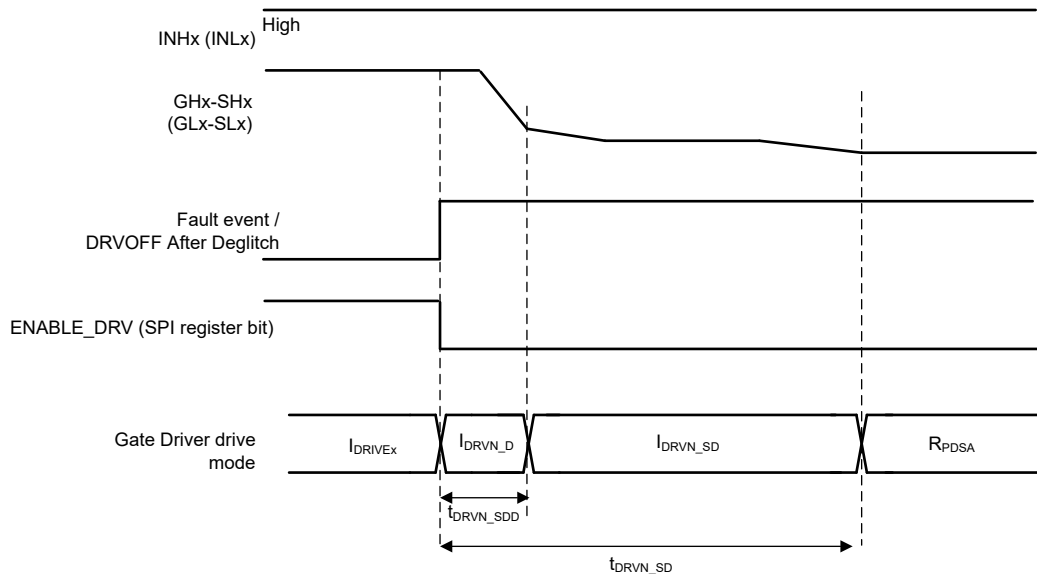 High
INHx (INLx)
GHx-SHx
(GLx-SLx)
Fault event /
DRVOFF After Deglitch
ENABLE_DRV (SPI register bit)
Gate Driver drive
mode
IDRIVEx
IDRVN_D
IDRVN_SD
RPDSA
tDRVN_SDD
tDRVN_SD